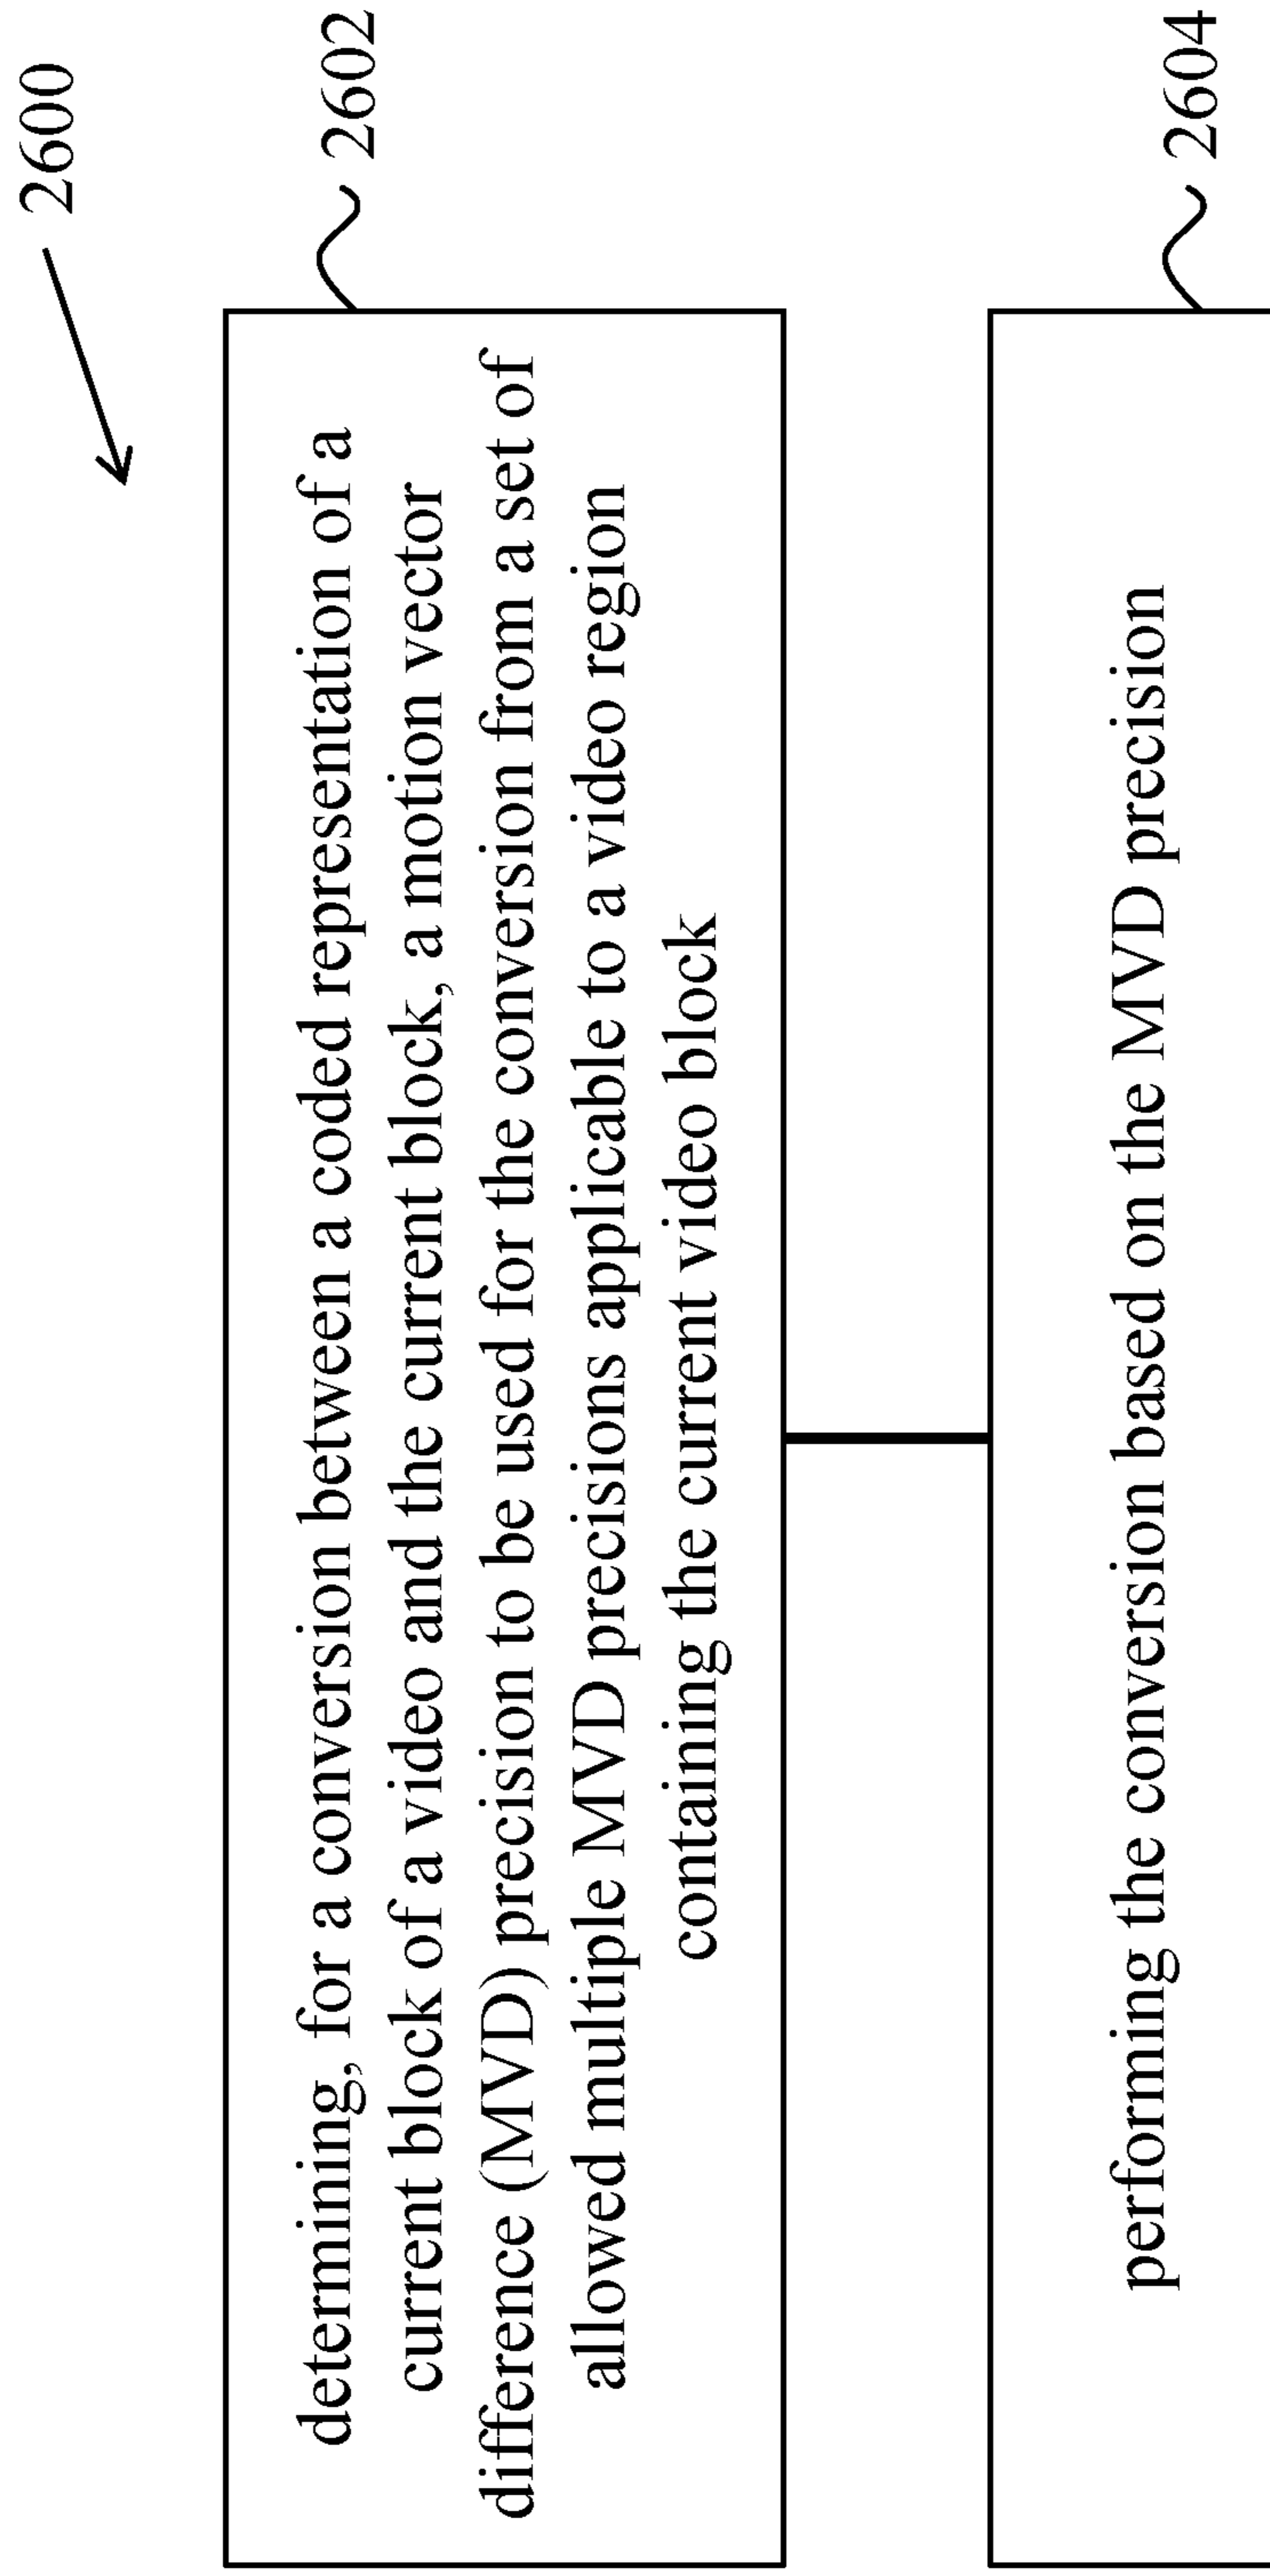 2600
determining, for a conversion between a coded representation of a
current block of a video and the current block, a motion vector
difference (MVD) precision to be used for the conversion from a set of
allowed multiple MVD precisions applicable to a video region
containing the current video block
2602
performing the conversion based on the MVD precision
2604